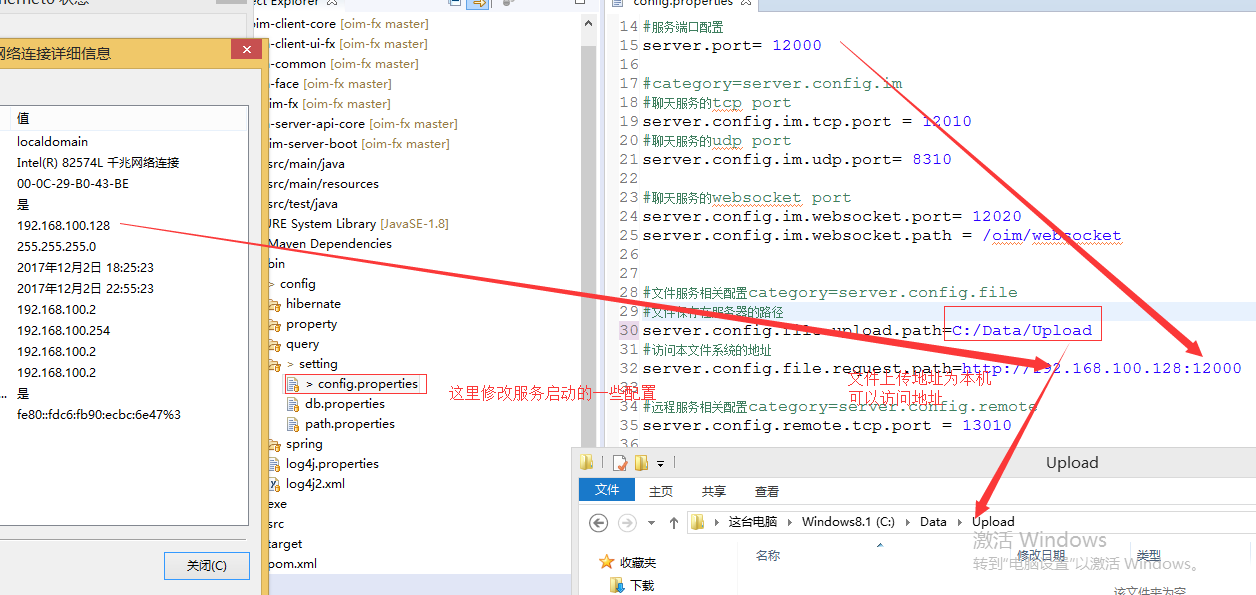 状态
网络连接详细信息
值
localdomain
Intel(R) 82574L 千兆网络连接
00-0C-29-B0-43-BE
是
192.168.100.128
255.255.255.0
2017年12月2日 18:25:23
2017年12月2日 22:55:23
192.168.100.2
192.168.100.254
192.168.100.2
192.168.100.2
... 是
fe80::fdc6:fb90:ecbc:6e47%3
关闭(C)
Explorer
im-client-core [oim-fx master]
-client-ui-fx [oim-fx master]
-common [oim-fx master]
-face [oim-fx master]
im-fx [oim-fx master]
-server-api-core [oim-fx master]
im-server-boot [oim-fx master]
src/main/java
src/main/resources
src/test/java
JRE System Library [JavaSE-1.8]
Maven Dependencies
bin
> config
hibernate
property
query
> setting
> config.properties
db.properties
path.properties
spring
log4j.properties
log4j2.xml
exe
src
target
pom.xml
这里修改服务启动的一些配置
config.properties
14 #服务端口配置
15 server.port= 12000
16
17 #category=server.config.im
18 #聊天服务的tcp port
19 server.config.im.tcp.port = 12010
20 #聊天服务的udp port
21 server.config.im.udp.port= 8310
22
23 #聊天服务的websocket port
24 server.config.im.websocket.port= 12020
25 server.config.im.websocket.path = /oim/websocket
26
27
28 #文件服务相关配置category=server.config.file
29 #文件保存在服务器的路径
30 server.config.file.upload.path=C:/Data/Upload
31 #访问本文件系统的地址
32 server.config.file.request.path=http://192.168.100.128:12000
文件上传地址为本机
可以访问地址
34 #远程服务相关配置category=server.config.remote
35 server.config.remote.tcp.port = 13010
36
Upload
文件 主页 共享 查看
这台电脑 Windows8.1 (C:) Data Upload
激活 Windows
名称 修改日期 类型
转到"电脑设置"以激活 Windows。
收藏夹
下载
该文件夹为空